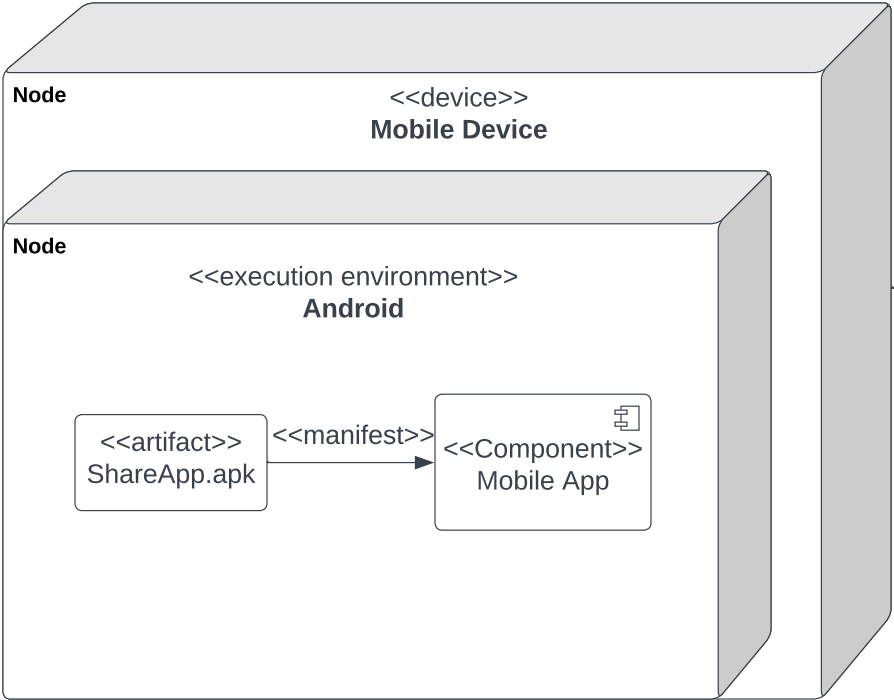 Node
<<device>>
Mobile Device
Node
<<execution environment>>
Android
<<artifact>>
ShareApp.apk
<<manifest>>
<<Component>>
Mobile App